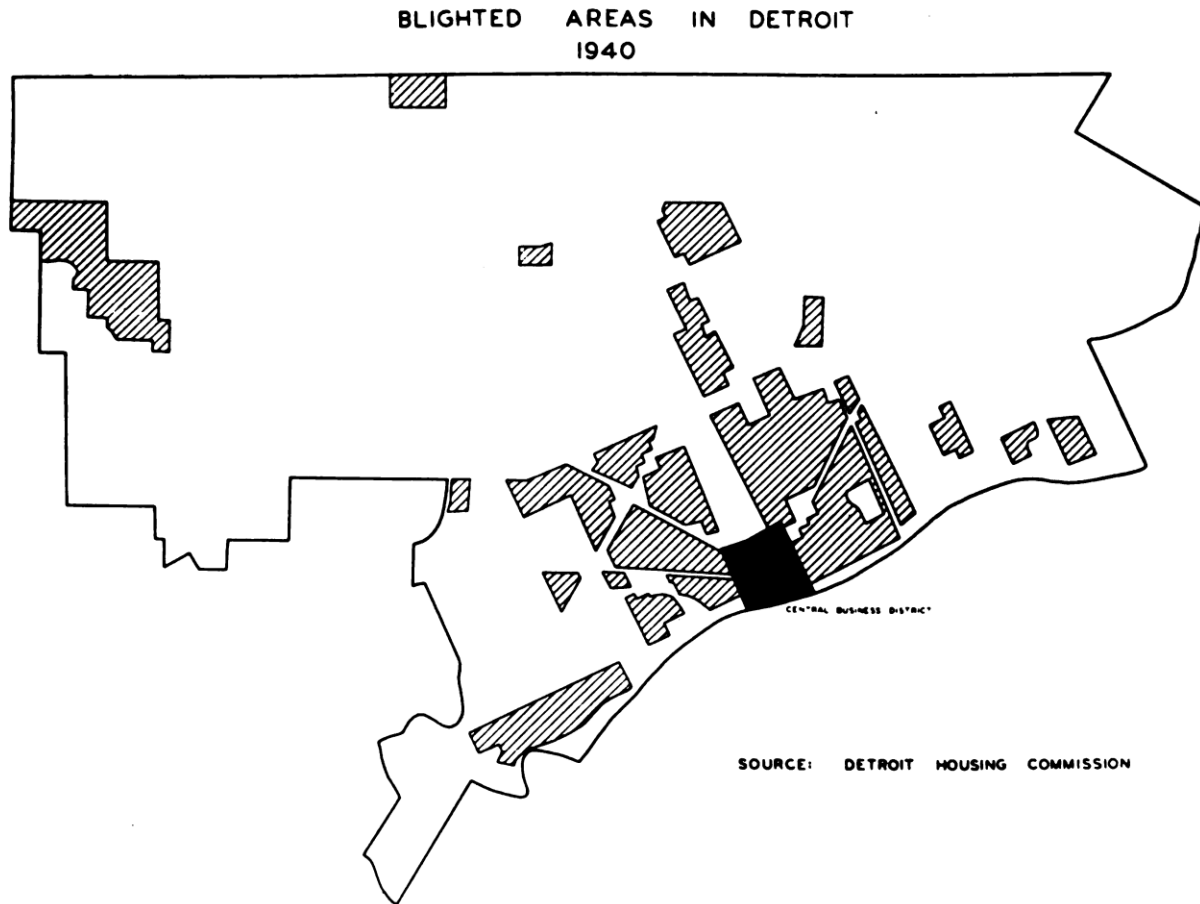 BLIGHTED AREAS IN DETROIT
1940
CENTRAL BUSINESS DISTRICT
SOURCE: DETROIT HOUSING COMMISSION